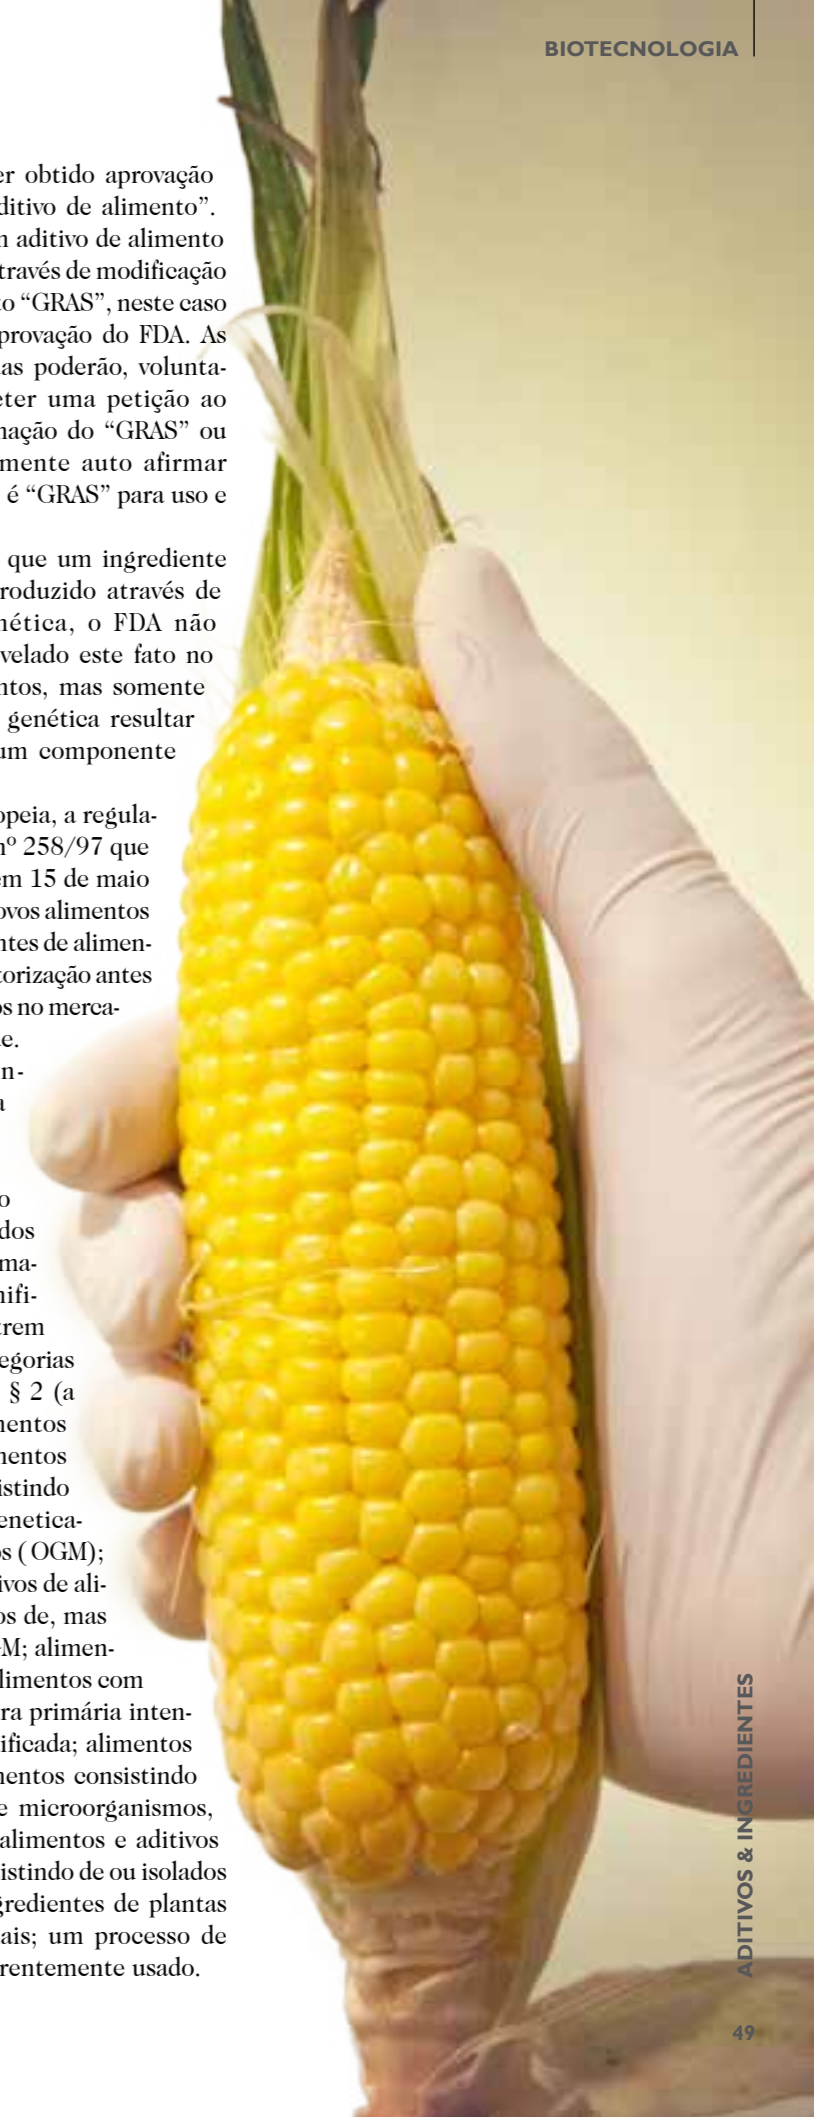 BIOTECNOLOGIA
er obtido aprovação
ditivo de alimento”.
n aditivo de alimento
través de modificação
to “GRAS”, neste caso
provação do FDA. As
as poderão, volunta-
eter uma petição ao
nação do “GRAS” ou
mente auto afirmar
é “GRAS” para uso e
que um ingrediente
roduzido através de
nética, o FDA não
velado este fato no
ntos, mas somente
genética resultar
um componente
opeia, a regula-
nº 258/97 que
em 15 de maio
ovos alimentos
ntes de alimen-
torização antes
os no merca-
e.
n-
a
o
dos
ma-
nifi-
trem
egorias
§ 2 (a
mentos
mentos
istindo
enetica-
os (OGM);
ivos de ali-
os de, mas
GM; alimen-
limentos com
ra primária inten-
ificada; alimentos
mentos consistindo
e microorganismos,
alimentos e aditivos
istindo de ou isolados
gredientes de plantas
ais; um processo de
rentemente usado.
ADITIVOS & INGREDIENTES
49